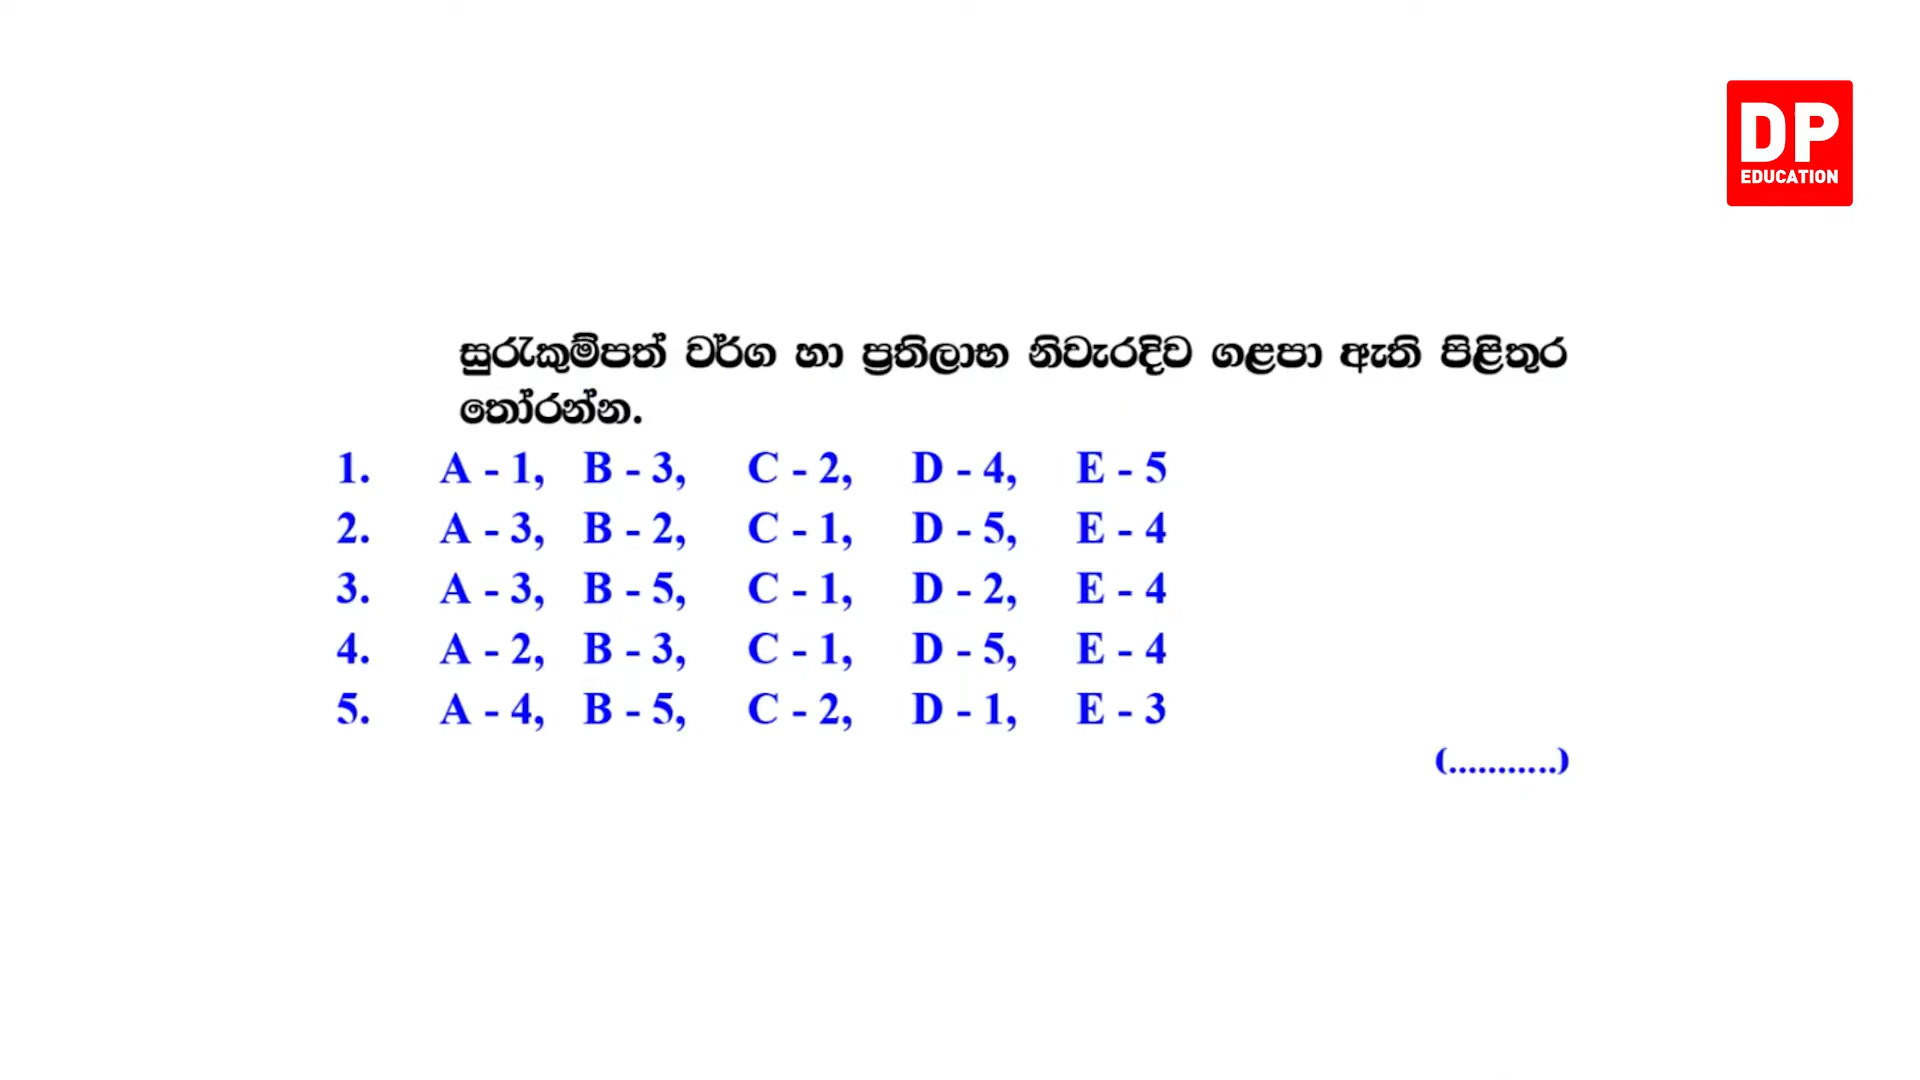 DP
EDUCATION
සුරැකුම්පත් වර්ග හා ප්‍රතිලාභ නිවැරදිව ගළපා ඇති පිළිතුර
තෝරන්න.
1. A - 1, B - 3, C - 2, D - 4, E - 5
2. A - 3, B - 2, C - 1, D - 5, E - 4
3. A - 3, B - 5, C - 1, D - 2, E - 4
4. A - 2, B - 3, C - 1, D - 5, E - 4
5. A - 4, B - 5, C - 2, D - 1, E - 3
(...........)